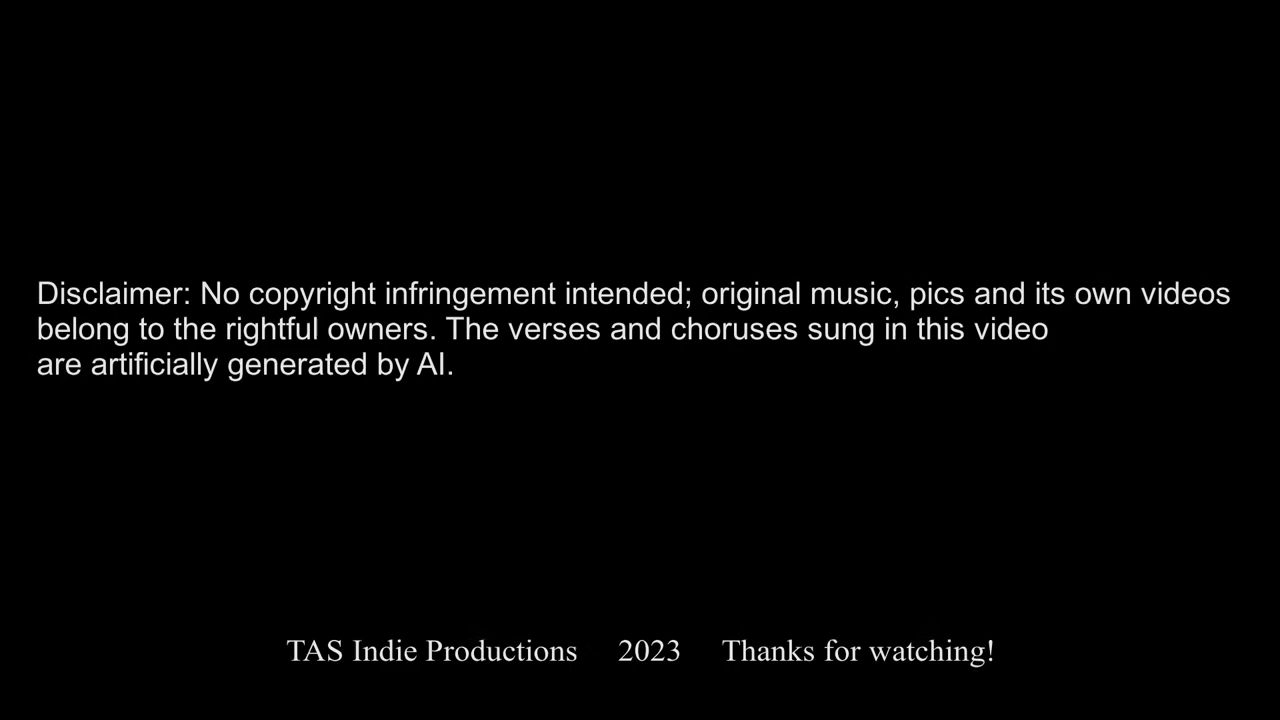 Disclaimer: No copyright infringement intended; original music, pics and its own videos
belong to the rightful owners. The verses and choruses sung in this video
are artificially generated by AI.
TAS Indie Productions 2023 Thanks for watching!